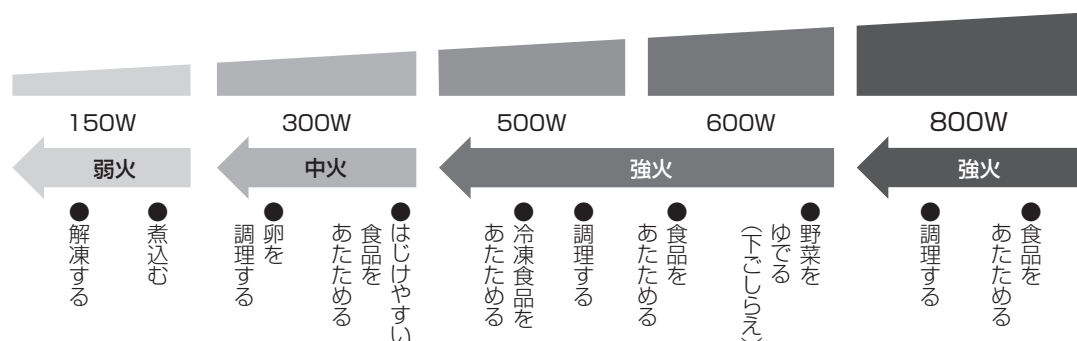 150W
300W
500W
600W
800W
弱火
中火
強火
強火
●解凍する
●煮込む
●卵を
調理する
●はじけやすい
食品を
あたためる
●冷凍食品を
あたためる
●調理する
●食品を
あたためる
●野菜を
ゆでる
（下ごしらえ）
●調理する
●食品を
あたためる